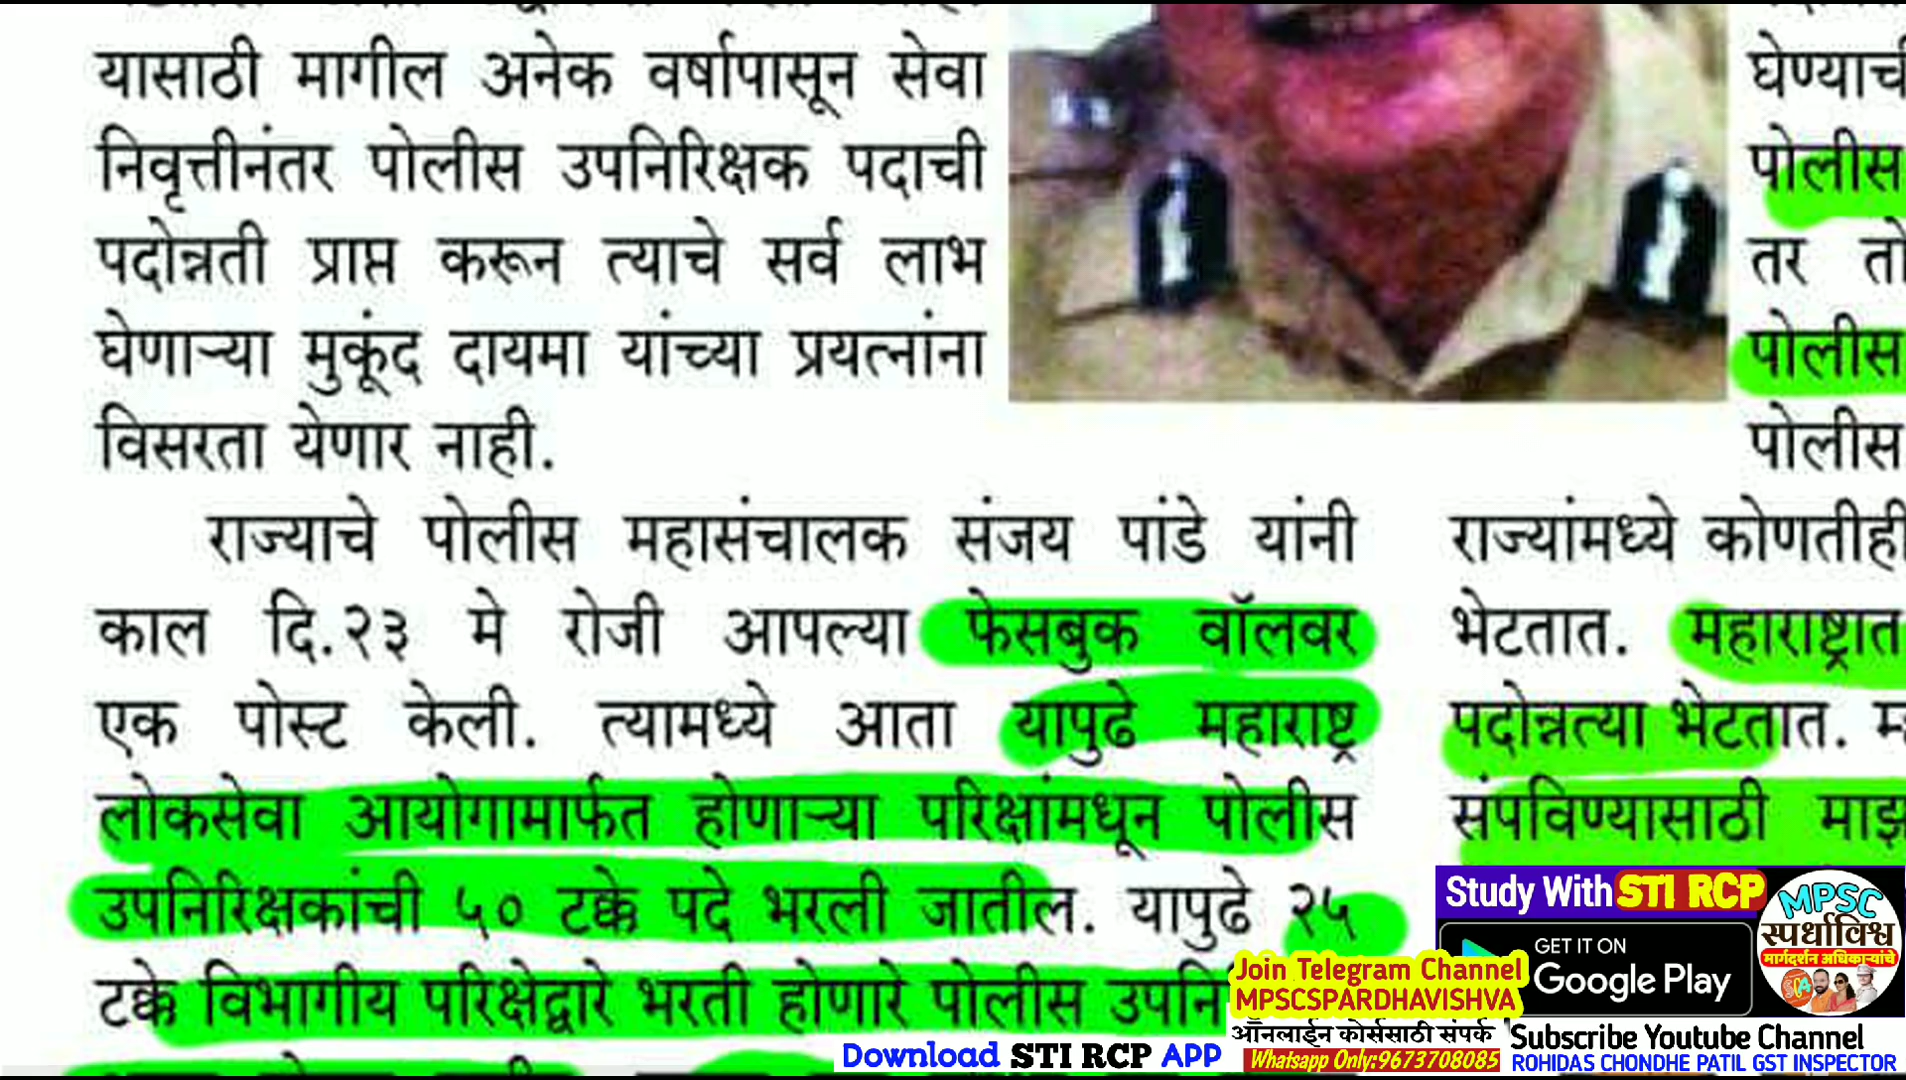 यासाठी मागील अनेक वर्षापासून सेवा
निवृत्तीनंतर पोलीस उपनिरिक्षक पदाची
पदोन्नती प्राप्त करून त्याचे सर्व लाभ
घेणाऱ्या मुकूंद दायमा यांच्या प्रयत्नांना
विसरता येणार नाही.
राज्याचे पोलीस महासंचालक संजय पांडे यांनी
काल दि.२३ मे रोजी आपल्या फेसबुक वॉलवर
एक पोस्ट केली. त्यामध्ये आता यापुढे महाराष्ट्र
लोकसेवा आयोगामार्फत होणाऱ्या परिक्षांमधून पोलीस
उपनिरिक्षकांची ५० टक्के पदे भरली जातील. यापुढे २५
टक्के विभागीय परिक्षेद्वारे भरती होणारे पोलीस उपनि
घेण्याच
पोलीस
तर तो
पोलीस
पोलीस
राज्यांमध्ये कोणतीही
भेटतात. महाराष्ट्रात
पदोन्नत्या भेटतात.
संपविण्यासाठी माझ
Study With STI RCP
GET IT ON
Google Play
MPSC
स्पर्धाविश्व
मार्गदर्शन अधिकाऱ्यांचे
Join Telegram Channel
MPSCSPARDHAVISHVA
ऑनलाईन कोर्ससाठी संपर्क
Whatsapp Only:9673708085
Subscribe Youtube Channel
ROHIDAS CHONDHE PATIL GST INSPECTOR
Download STI RCP APP